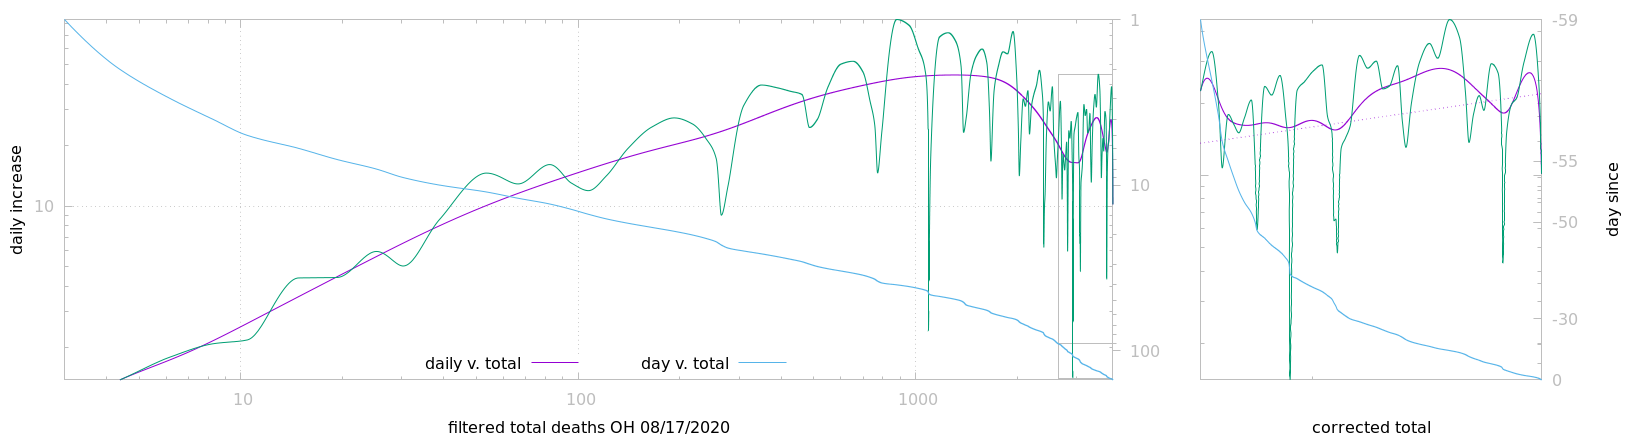 1
-59
daily increase
10
10
100
-55
-50
-30
0
day since
daily v. total
day v. total
10
100
1000
filtered total deaths OH 08/17/2020
corrected total